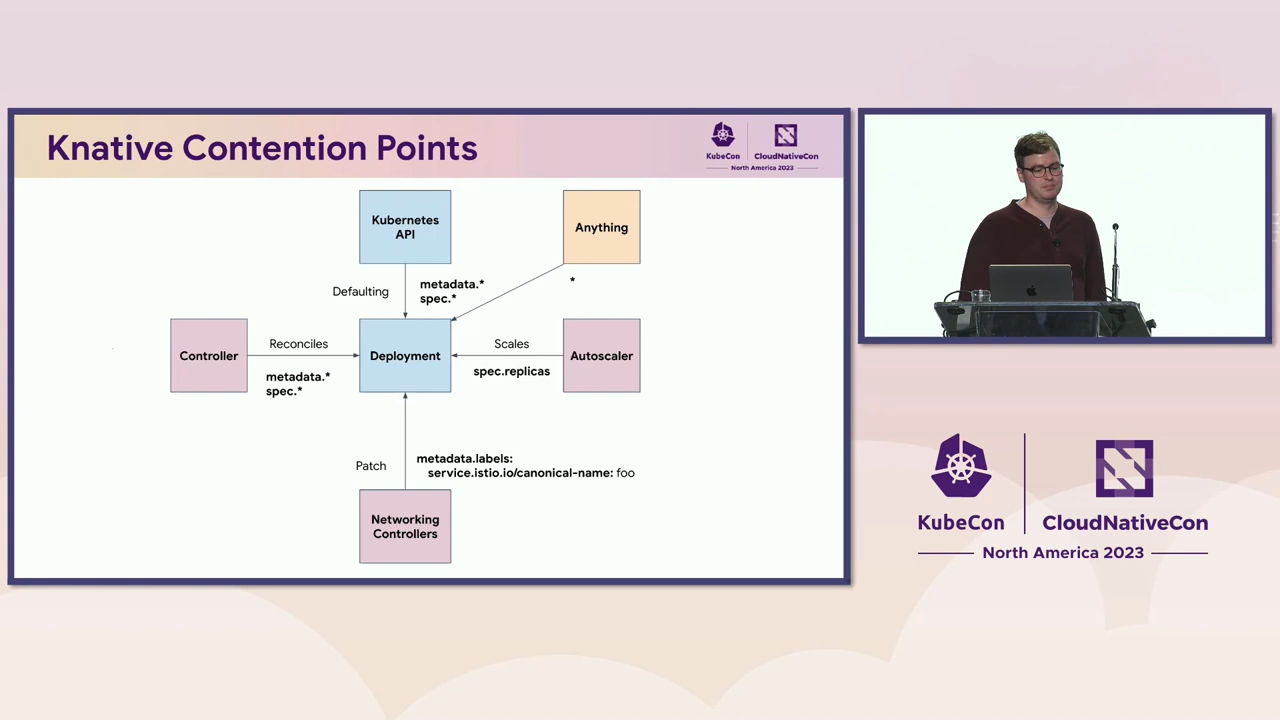 Knative Contention Points
KubeCon
CloudNativeCon
North America 2023
Kubernetes
API
Anything
Defaulting
metadata.*
spec.*
*
Controller
Reconciles
metadata.*
spec.*
Deployment
Scales
spec.replicas
Autoscaler
Patch
metadata.labels:
service.istio.io/canonical-name: foo
Networking
Controllers
KubeCon
CloudNativeCon
North America 2023